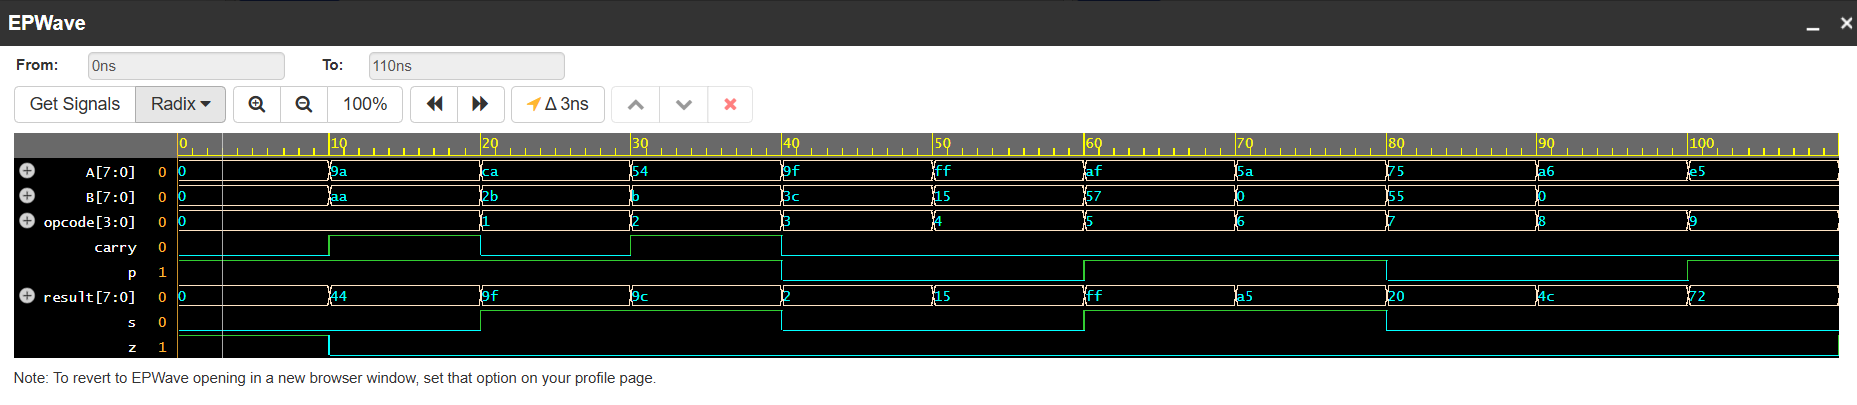 EPWave
From: 0ns To: 110ns
Get Signals Radix 100% Δ 3ns
0 10 20 30 40 50 60 70 80 90 100
A[7:0] 0 0 9a ca 54 9f ff af 5a 75 a6 e5
B[7:0] 0 0 aa 2b b 3c 15 57 0 55 0
opcode[3:0] 0 0 1 2 3 4 5 6 7 8 9
carry 0
p 1
result[7:0] 0 0 44 9f 9c 2 15 ff a5 20 4c 72
s 0
z 1
Note: To revert to EPWave opening in a new browser window, set that option on your profile page.